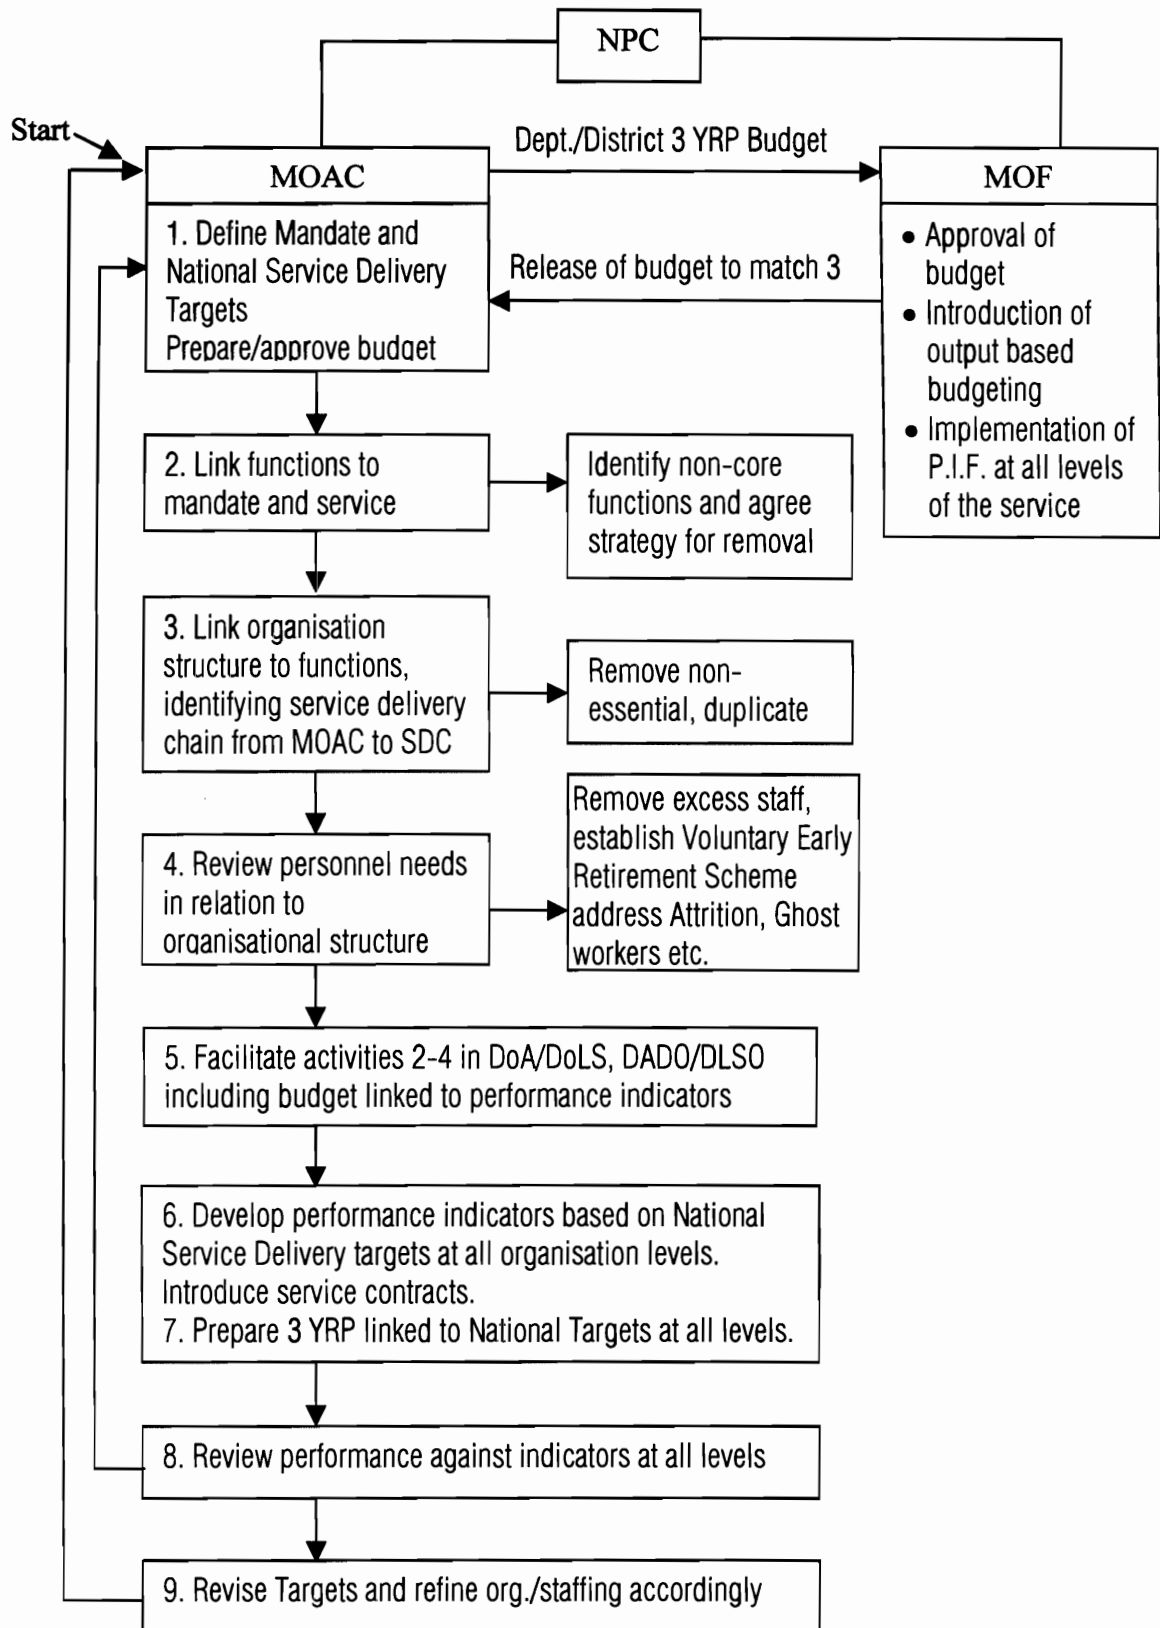 NPC
Start
Dept./District 3 YRP Budget
MOAC
MOF
1. Define Mandate and
National Service Delivery
Targets
Prepare/approve budget
Release of budget to match 3
• Approval of
budget
• Introduction of
output based
budgeting
• Implementation of
P.I.F. at all levels
of the service
2. Link functions to
mandate and service
Identify non-core
functions and agree
strategy for removal
3. Link organisation
structure to functions,
identifying service delivery
chain from MOAC to SDC
Remove non-
essential, duplicate
4. Review personnel needs
in relation to
organisational structure
Remove excess staff,
establish Voluntary Early
Retirement Scheme
address Attrition, Ghost
workers etc.
5. Facilitate activities 2-4 in DoA/DoLS, DADO/DLSO
including budget linked to performance indicators
6. Develop performance indicators based on National
Service Delivery targets at all organisation levels.
Introduce service contracts.
7. Prepare 3 YRP linked to National Targets at all levels.
8. Review performance against indicators at all levels
9. Revise Targets and refine org./staffing accordingly